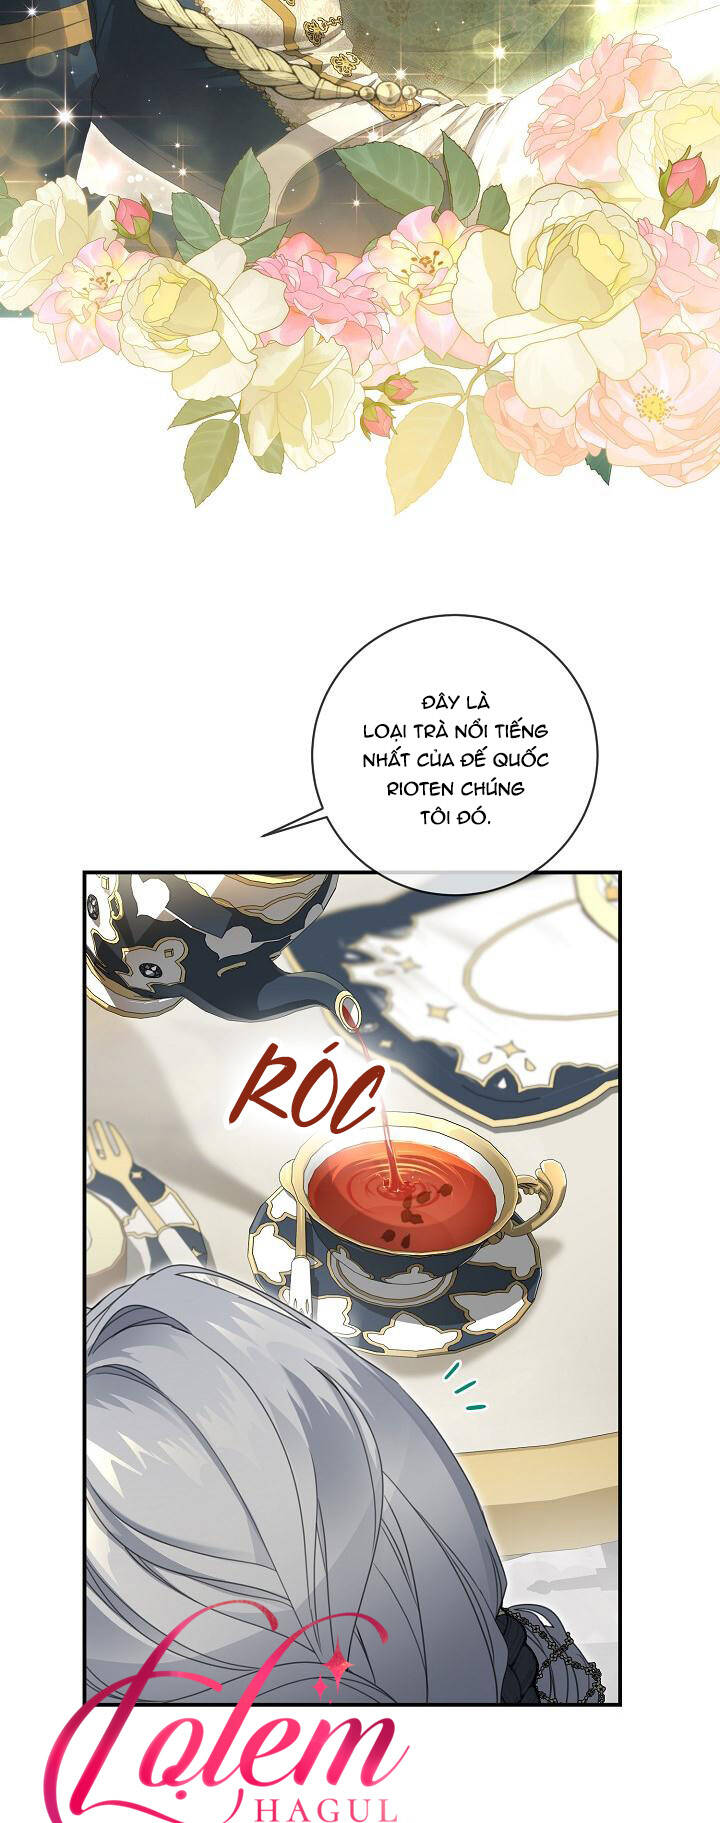 ĐÂY LÀ
LOẠI TRÀ NỔI TIẾNG
NHẤT CỦA ĐẾ QUỐC
RIOTEN CHÚNG
TÔI ĐÓ.
RÓC
Lọlem
HAGUL